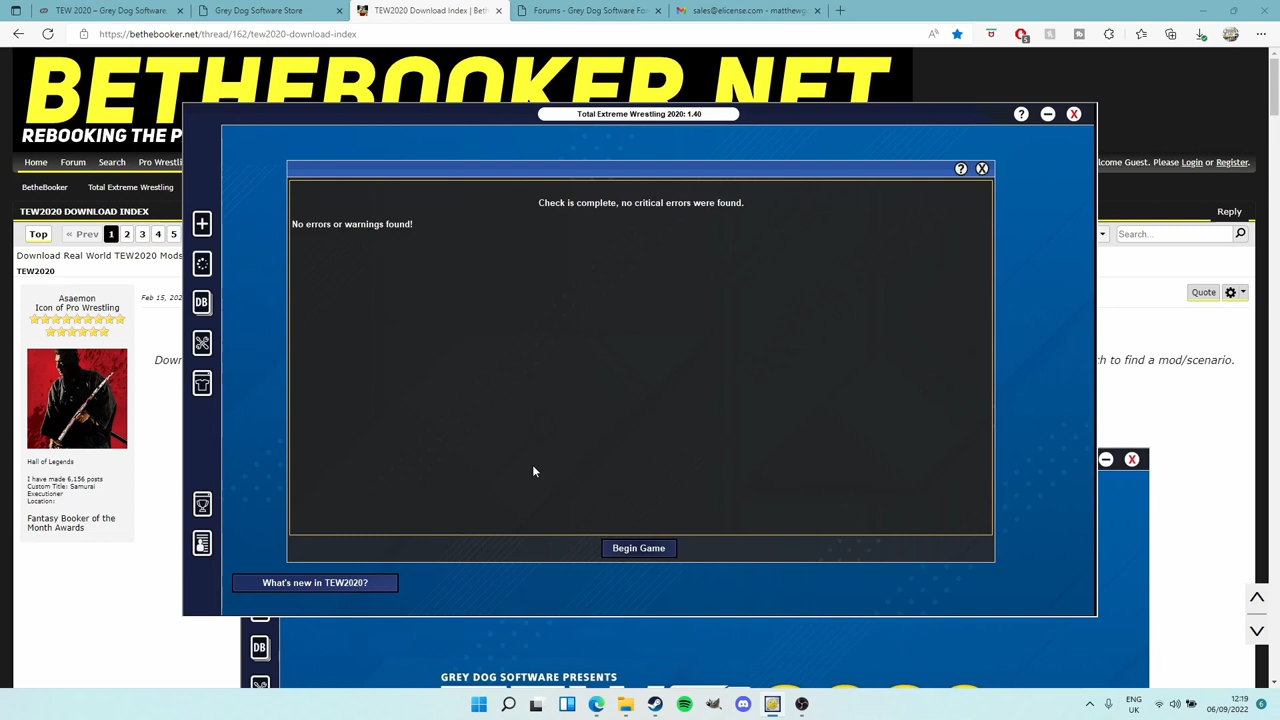 TEW 2020 – Grey Dog Software
Grey Dog Software Store
TEW2020 Download Index | Beth
Forums - Grey Dog Software For
sales@elicense.com - matthewg
https://bethebooker.net/thread/162/tew2020-download-index
5
BETHEBOOKER.NET
REBOOKING THE P
Total Extreme Wrestling 2020: 1.40
Home Forum Search Pro Wrestli
lcome Guest. Please Login or Register.
BetheBooker Total Extreme Wrestling
TEW2020 DOWNLOAD INDEX
Reply
Top « Prev 1 2 3 4 5
Search...
Download Real World TEW2020 Mods
TEW2020
Asaemon
Icon of Pro Wrestling
Feb 15, 202
Quote
Down
ch to find a mod/scenario.
Hall of Legends
I have made 6,156 posts
Custom Title: Samurai
Executioner
Location:
Fantasy Booker of the
Month Awards
Check is complete, no critical errors were found.
No errors or warnings found!
DB
Begin Game
What's new in TEW2020?
DB
GREY DOG SOFTWARE PRESENTS
ENG
UK
12:19
06/09/2022